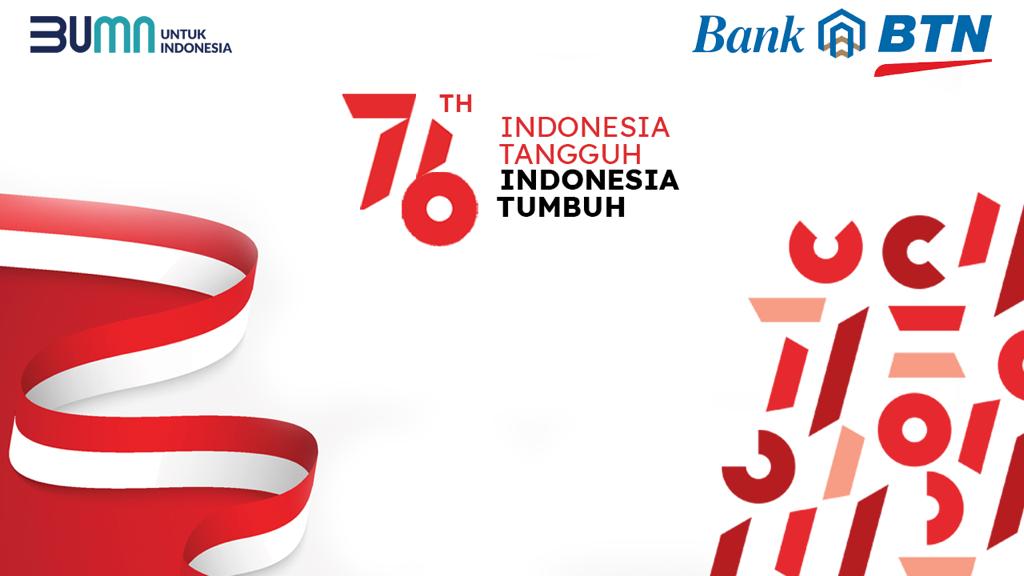 BUMN UNTUK
INDONESIA
Bank BTN
76 TH
INDONESIA
TANGGUH
INDONESIA
TUMBUH